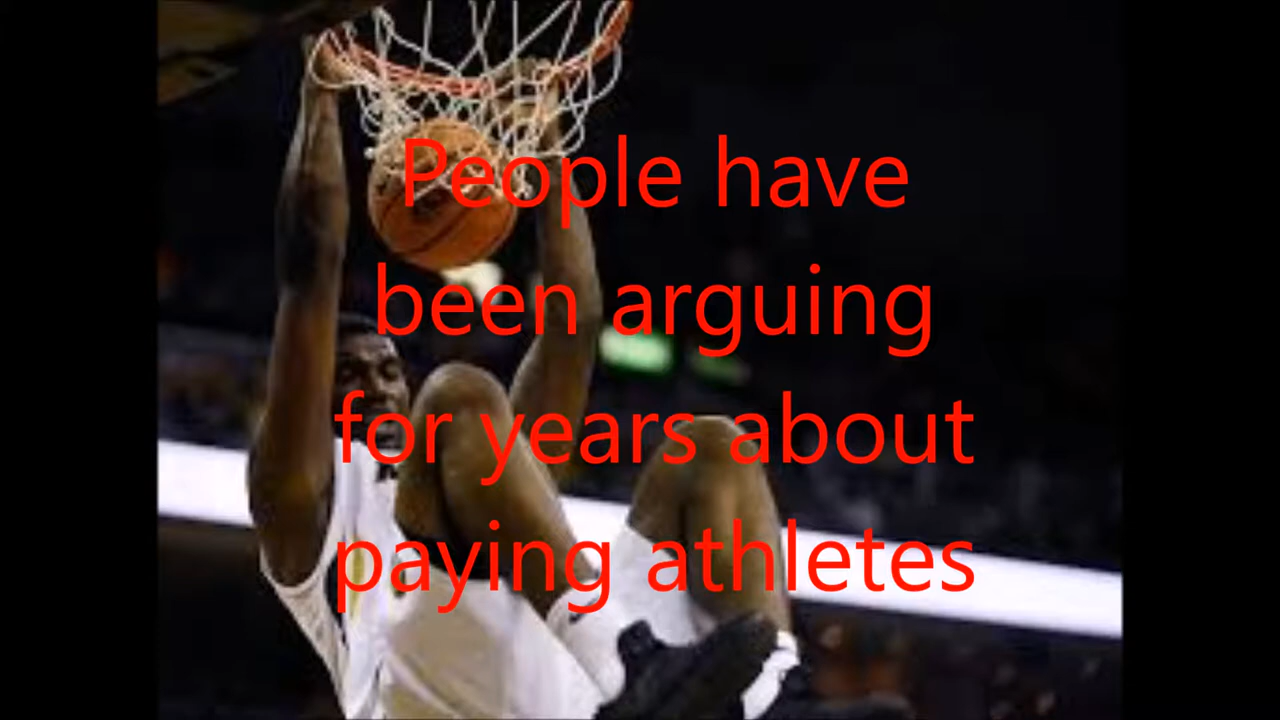 People have
been arguing
for years about
paying athletes